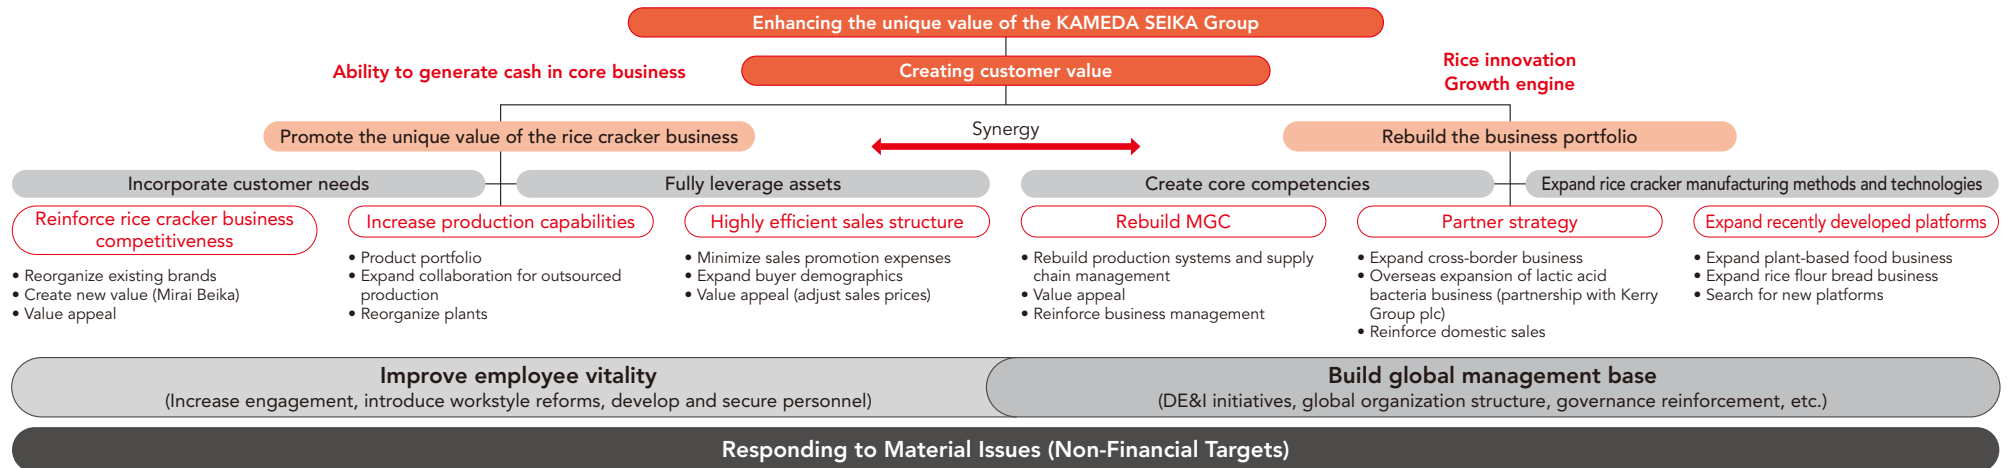 Enhancing the unique value of the KAMEDA SEIKA Group
Ability to generate cash in core business
Creating customer value
Rice innovation
Growth engine
Promote the unique value of the rice cracker business
Synergy
Rebuild the business portfolio
Incorporate customer needs
Fully leverage assets
Create core competencies
Expand rice cracker manufacturing methods and technologies
Reinforce rice cracker business
competitiveness
• Reorganize existing brands
• Create new value (Mirai Beika)
• Value appeal
Increase production capabilities
• Product portfolio
• Expand collaboration for outsourced
production
• Reorganize plants
Highly efficient sales structure
• Minimize sales promotion expenses
• Expand buyer demographics
• Value appeal (adjust sales prices)
Rebuild MGC
• Rebuild production systems and supply
chain management
• Value appeal
• Reinforce business management
Partner strategy
• Expand cross-border business
• Overseas expansion of lactic acid
bacteria business (partnership with Kerry
Group plc)
• Reinforce domestic sales
Expand recently developed platforms
• Expand plant-based food business
• Expand rice flour bread business
• Search for new platforms
Improve employee vitality
(Increase engagement, introduce workstyle reforms, develop and secure personnel)
Build global management base
(DE&I initiatives, global organization structure, governance reinforcement, etc.)
Responding to Material Issues (Non-Financial Targets)